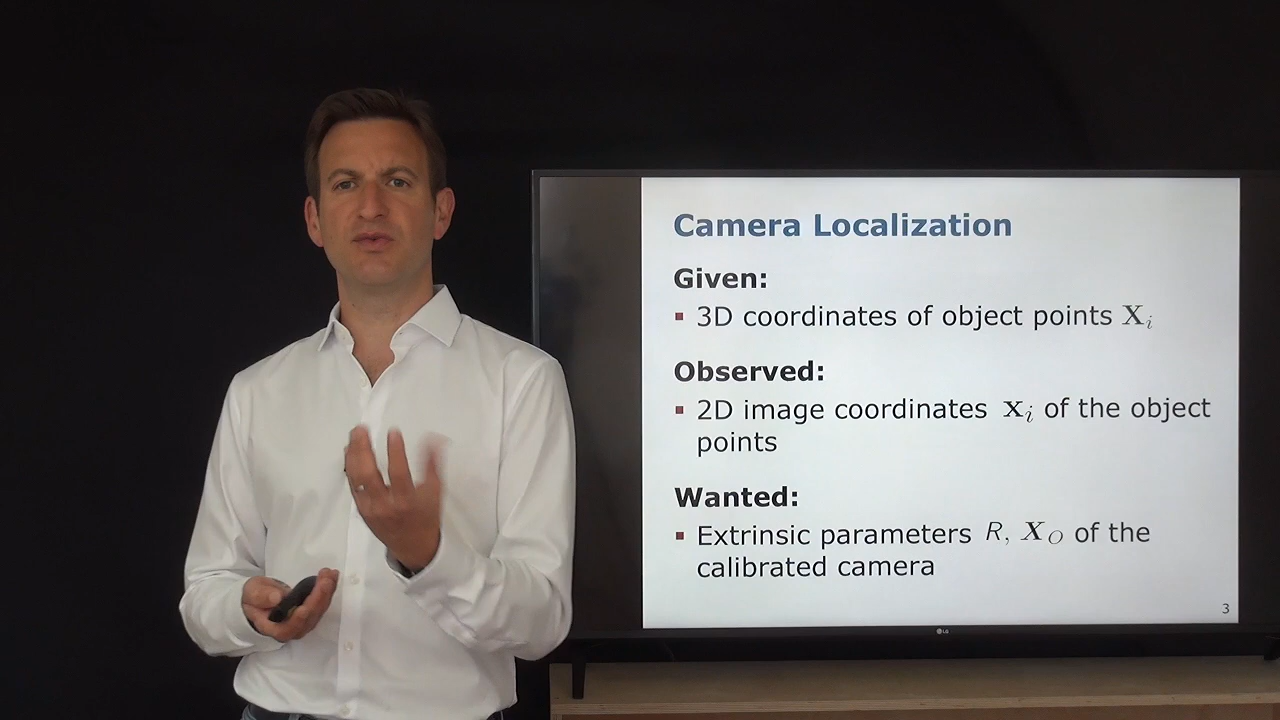 Camera Localization
Given:
▪ 3D coordinates of object points Xᵢ
Observed:
▪ 2D image coordinates xᵢ of the object
points
Wanted:
▪ Extrinsic parameters R, X_O of the
calibrated camera
3
LG